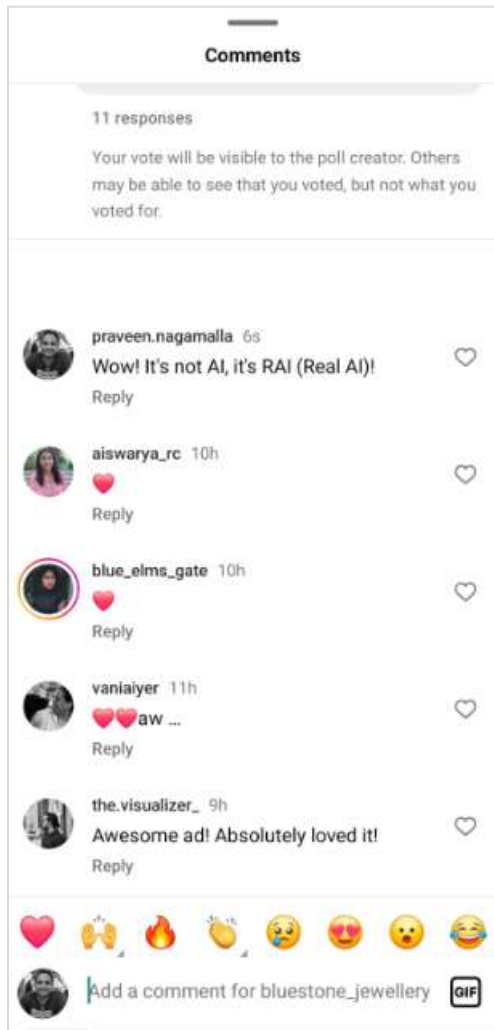 Comments
11 responses
Your vote will be visible to the poll creator. Others
may be able to see that you voted, but not what you
voted for.
praveen.nagamalla 6s
Wow! It's not AI, it's RAI (Real AI)!
Reply
aiswarya_rc 10h
❤️
Reply
blue_elms_gate 10h
❤️
Reply
vaniaiyer 11h
❤️❤️aw ...
Reply
the.visualizer_ 9h
Awesome ad! Absolutely loved it!
Reply
Add a comment for bluestone_jewellery
GIF